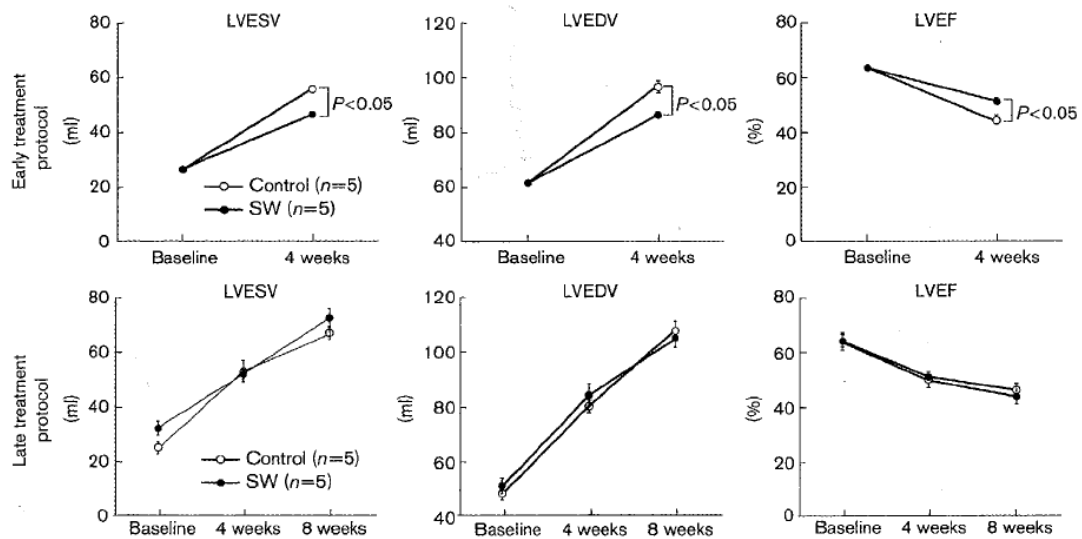 Early treatment
protocol
LVESV
(ml)
80
60
40
20
0
P<0.05
Control (n=5)
SW (n=5)
Baseline
4 weeks
LVEDV
(ml)
120
100
80
60
40
P<0.05
Baseline
4 weeks
LVEF
(%)
80
60
40
20
0
P<0.05
Baseline
4 weeks
Late treatment
protocol
LVESV
(ml)
80
60
40
20
0
Control (n=5)
SW (n=5)
Baseline
4 weeks
8 weeks
LVEDV
(ml)
120
100
80
60
40
Baseline
4 weeks
8 weeks
LVEF
(%)
80
60
40
20
0
Baseline
4 weeks
8 weeks